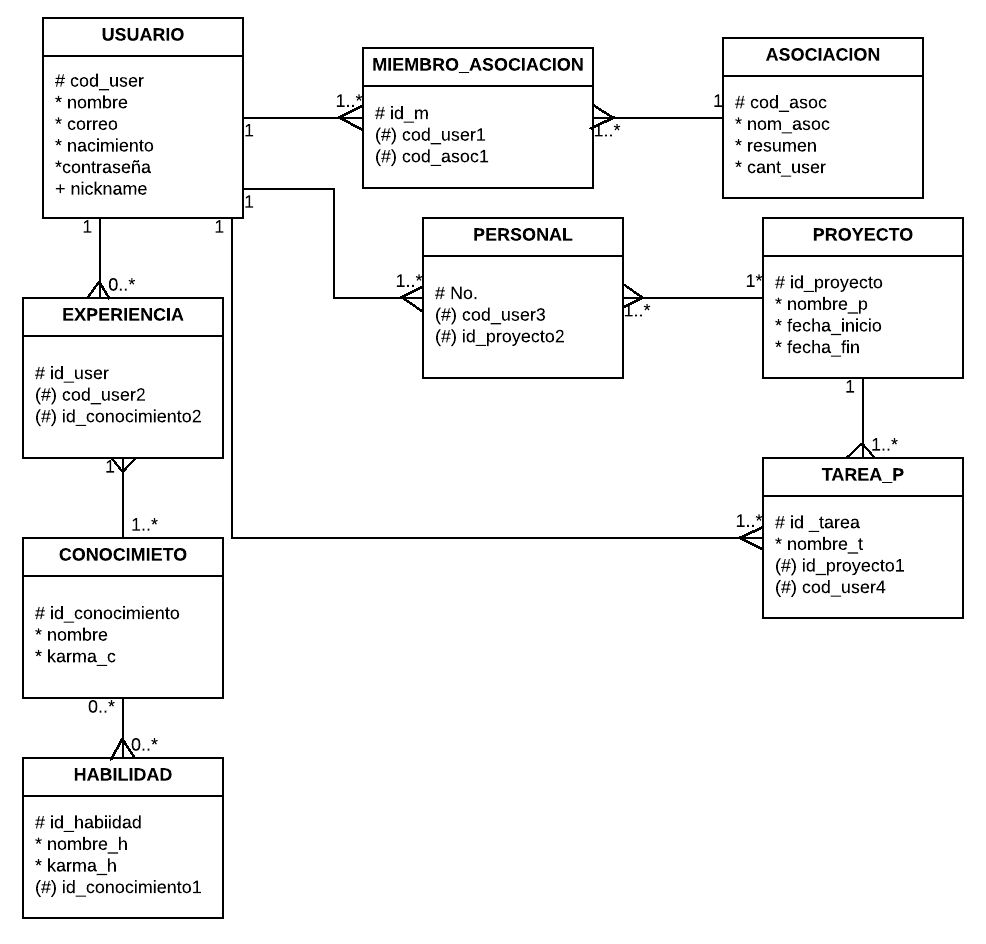 USUARIO
# cod_user
* nombre
* correo
* nacimiento
*contraseña
+ nickname
1
1
1
1
1..*
MIEMBRO_ASOCIACION
# id_m
(#) cod_user1
(#) cod_asoc1
1..*
1
ASOCIACION
# cod_asoc
* nom_asoc
* resumen
* cant_user
1..*
PERSONAL
# No.
(#) cod_user3
(#) id_proyecto2
1..*
1*
PROYECTO
# id_proyecto
* nombre_p
* fecha_inicio
* fecha_fin
1
1..*
0..*
EXPERIENCIA
# id_user
(#) cod_user2
(#) id_conocimiento2
1
1..*
1..*
TAREA_P
# id _tarea
* nombre_t
(#) id_proyecto1
(#) cod_user4
CONOCIMIETO
# id_conocimiento
* nombre
* karma_c
0..*
0..*
HABILIDAD
# id_habiidad
* nombre_h
* karma_h
(#) id_conocimiento1